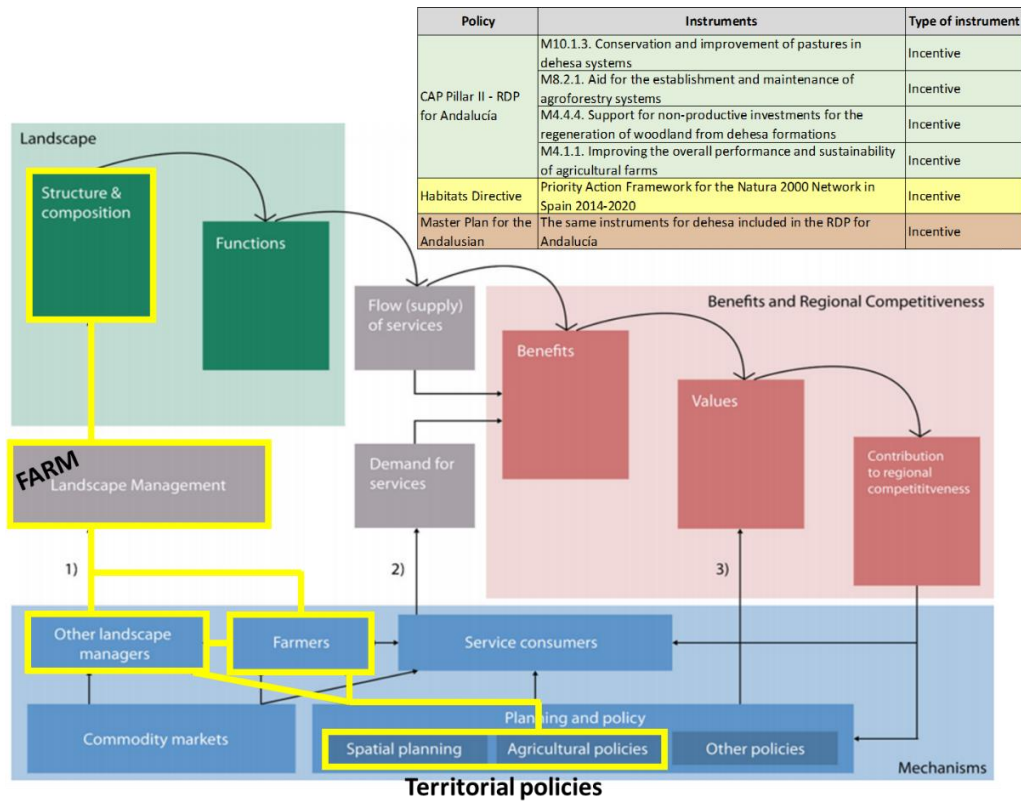 Policy Instruments Type of instrument
CAP Pillar II - RDP
for Andalucía
M10.1.3. Conservation and improvement of pastures in
dehesa systems
Incentive
M8.2.1. Aid for the establishment and maintenance of
agroforestry systems
Incentive
M4.4.4. Support for non-productive investments for the
regeneration of woodland from dehesa formations
Incentive
M4.1.1. Improving the overall performance and sustainability
of agricultural farms
Incentive
Habitats Directive
Priority Action Framework for the Natura 2000 Network in
Spain 2014-2020
Incentive
Master Plan for the
Andalusian
The same instruments for dehesa included in the RDP for
Andalucía
Incentive
Landscape
Structure &
composition
Functions
Flow (supply)
of services
Benefits and Regional Competitiveness
Benefits
Values
Contribution
to regional
competititveness
FARM
Landscape Management
Demand for
services
1)
2)
3)
Other landscape
managers
Farmers
Service consumers
Commodity markets
Planning and policy
Spatial planning
Agricultural policies
Other policies
Mechanisms
Territorial policies